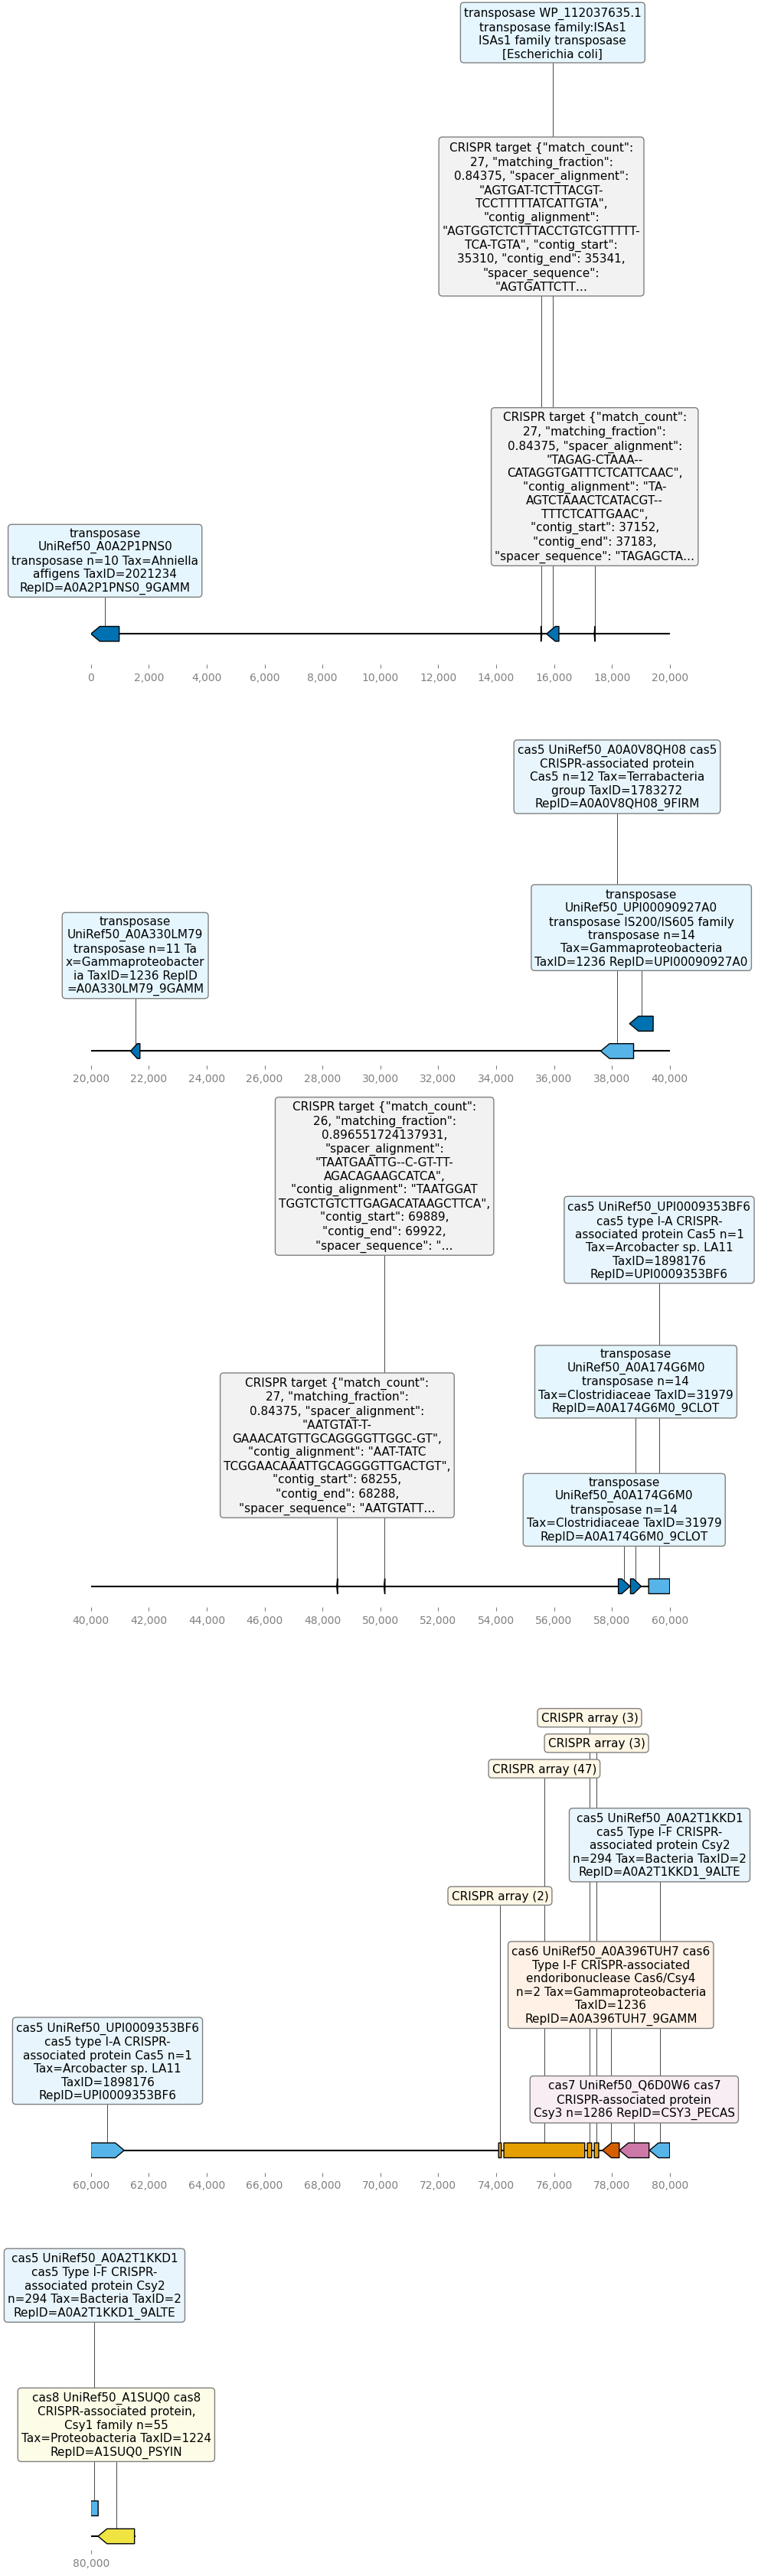 transposase WP_112037635.1
transposase family:ISAs1
ISAs1 family transposase
[Escherichia coli]
CRISPR target {"match_count":
27, "matching_fraction":
0.84375, "spacer_alignment":
"AGTGAT-TCTTTACGT-
TCCTTTTTATCATTGTA",
"contig_alignment":
"AGTGGTCTCTTTACCTGTCGTTTTT-
TCA-TGTA", "contig_start":
35310, "contig_end": 35341,
"spacer_sequence":
"AGTGATTCTT…
CRISPR target {"match_count":
27, "matching_fraction":
0.84375, "spacer_alignment":
"TAGAG-CTAAA--
CATAGGTGATTTCTCATTCAAC",
"contig_alignment": "TA-
AGTCTAAACTCATACGT--
TTTCTCATTGAAC",
"contig_start": 37152,
"contig_end": 37183,
"spacer_sequence": "TAGAGCTA…
transposase
UniRef50_A0A2P1PNS0
transposase n=10 Tax=Ahniella
affigens TaxID=2021234
RepID=A0A2P1PNS0_9GAMM
0 2,000 4,000 6,000 8,000 10,000 12,000 14,000 16,000 18,000 20,000
cas5 UniRef50_A0A0V8QH08 cas5
CRISPR-associated protein
Cas5 n=12 Tax=Terrabacteria
group TaxID=1783272
RepID=A0A0V8QH08_9FIRM
transposase
UniRef50_UPI00090927A0
transposase IS200/IS605 family
transposase n=14
Tax=Gammaproteobacteria
TaxID=1236 RepID=UPI00090927A0
transposase
UniRef50_A0A330LM79
transposase n=11 Ta
x=Gammaproteobacter
ia TaxID=1236 RepID
=A0A330LM79_9GAMM
20,000 22,000 24,000 26,000 28,000 30,000 32,000 34,000 36,000 38,000 40,000
CRISPR target {"match_count":
26, "matching_fraction":
0.896551724137931,
"spacer_alignment":
"TAATGAATTG--C-GT-TT-
AGACAGAAGCATCA",
"contig_alignment": "TAATGGAT
TGGTCTGTCTTGAGACATAAGCTTCA",
"contig_start": 69889,
"contig_end": 69922,
"spacer_sequence": "…
cas5 UniRef50_UPI0009353BF6
cas5 type I-A CRISPR-
associated protein Cas5 n=1
Tax=Arcobacter sp. LA11
TaxID=1898176
RepID=UPI0009353BF6
transposase
UniRef50_A0A174G6M0
transposase n=14
Tax=Clostridiaceae TaxID=31979
RepID=A0A174G6M0_9CLOT
CRISPR target {"match_count":
27, "matching_fraction":
0.84375, "spacer_alignment":
"AATGTAT-T-
GAAACATGTTGCAGGGGTTGGC-GT",
"contig_alignment": "AAT-TATC
TCGGAACAAATTGCAGGGGTTGACTGT",
"contig_start": 68255,
"contig_end": 68288,
"spacer_sequence": "AATGTATT…
transposase
UniRef50_A0A174G6M0
transposase n=14
Tax=Clostridiaceae TaxID=31979
RepID=A0A174G6M0_9CLOT
40,000 42,000 44,000 46,000 48,000 50,000 52,000 54,000 56,000 58,000 60,000
CRISPR array (3)
CRISPR array (3)
CRISPR array (47)
cas5 UniRef50_A0A2T1KKD1
cas5 Type I-F CRISPR-
associated protein Csy2
n=294 Tax=Bacteria TaxID=2
RepID=A0A2T1KKD1_9ALTE
CRISPR array (2)
cas6 UniRef50_A0A396TUH7 cas6
Type I-F CRISPR-associated
endoribonuclease Cas6/Csy4
n=2 Tax=Gammaproteobacteria
TaxID=1236
RepID=A0A396TUH7_9GAMM
cas5 UniRef50_UPI0009353BF6
cas5 type I-A CRISPR-
associated protein Cas5 n=1
Tax=Arcobacter sp. LA11
TaxID=1898176
RepID=UPI0009353BF6
cas7 UniRef50_Q6D0W6 cas7
CRISPR-associated protein
Csy3 n=1286 RepID=CSY3_PECAS
60,000 62,000 64,000 66,000 68,000 70,000 72,000 74,000 76,000 78,000 80,000
cas5 UniRef50_A0A2T1KKD1
cas5 Type I-F CRISPR-
associated protein Csy2
n=294 Tax=Bacteria TaxID=2
RepID=A0A2T1KKD1_9ALTE
cas8 UniRef50_A1SUQ0 cas8
CRISPR-associated protein,
Csy1 family n=55
Tax=Proteobacteria TaxID=1224
RepID=A1SUQ0_PSYIN
80,000